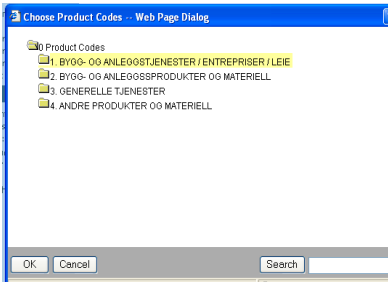 Choose Product Codes -- Web Page Dialog
0 Product Codes
1. BYGG- OG ANLEGGSTJENESTER / ENTREPRISER / LEIE
2. BYGG- OG ANLEGGSSPRODUKTER OG MATERIELL
3. GENERELLE TJENESTER
4. ANDRE PRODUKTER OG MATERIELL
OK Cancel Search